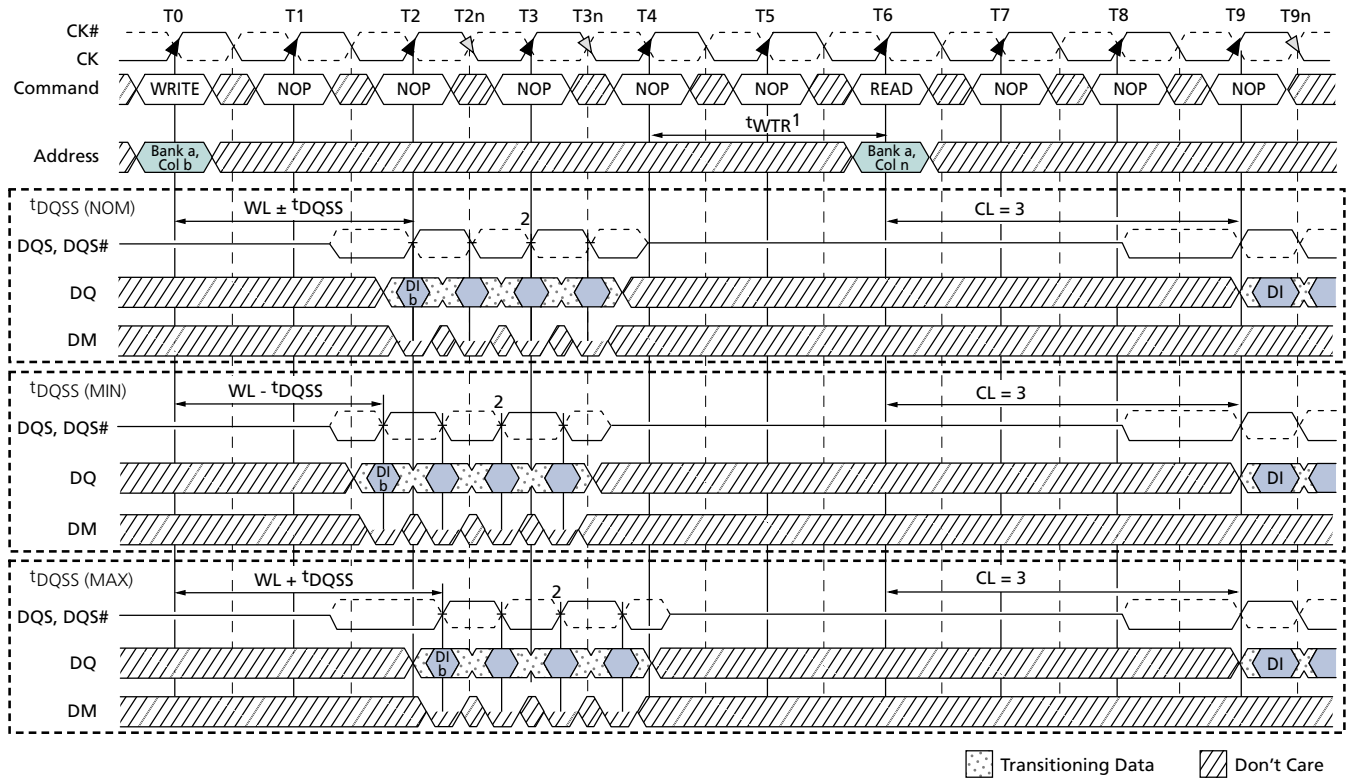 T0 T1 T2 T2n T3 T3n T4 T5 T6 T7 T8 T9 T9n
CK#
CK
Command WRITE NOP NOP NOP NOP NOP READ NOP NOP NOP
tWTR1
Address Bank a, Col b Bank a, Col n
tDQSS (NOM) WL ± tDQSS CL = 3
2
DQS, DQS#
DQ DI b DI
DM
tDQSS (MIN) WL - tDQSS CL = 3
2
DQS, DQS#
DQ DI b DI
DM
tDQSS (MAX) WL + tDQSS CL = 3
2
DQS, DQS#
DQ DI b DI
DM
Transitioning Data Don't Care